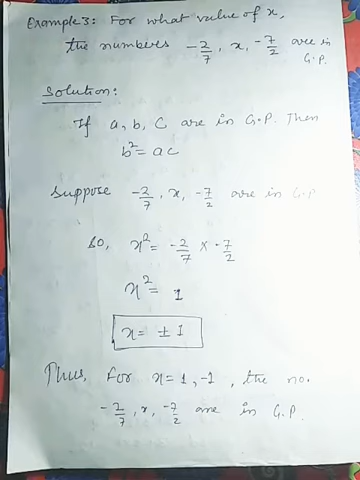 Example 3: For what value of x,
the numbers -2/7, x, -7/2 are in
G.P.
Solution:
If a, b, c are in G.P. Then
b² = ac
Suppose -2/7, x, -7/2 are in G.P
So, x² = -2/7 × -7/2
x² = 1
x = ±1
Thus, For x = 1, -1, the no.
-2/7, x, -7/2 are in G.P.